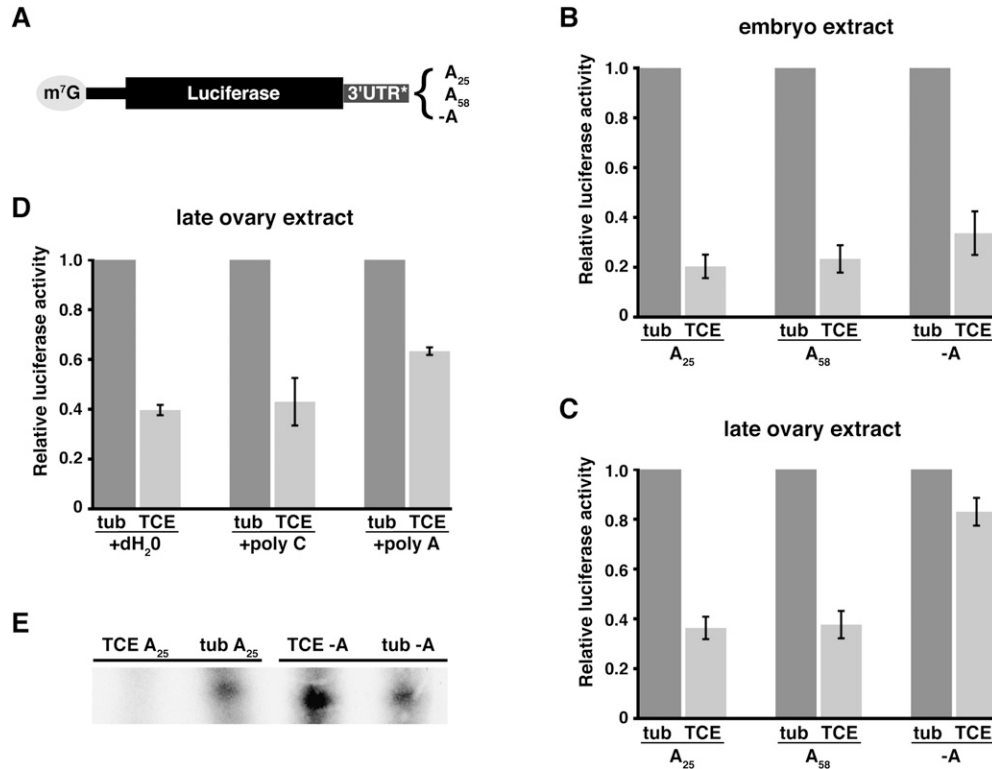 A
m⁷G Luciferase 3'UTR*
A₂₅
A₅₈
-A
B
embryo extract
Relative luciferase activity
1.0
0.8
0.6
0.4
0.2
0
tub TCE tub TCE tub TCE
A₂₅ A₅₈ -A
D
late ovary extract
Relative luciferase activity
1.0
0.8
0.6
0.4
0.2
0
tub TCE tub TCE tub TCE
+dH₂0 +poly C +poly A
C
late ovary extract
Relative luciferase activity
1.0
0.8
0.6
0.4
0.2
0
tub TCE tub TCE tub TCE
A₂₅ A₅₈ -A
E
TCE A₂₅ tub A₂₅ TCE -A tub -A